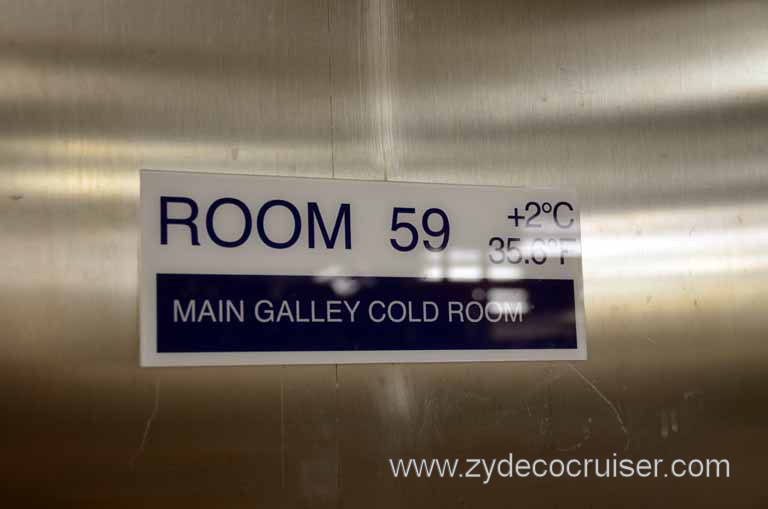 ROOM 59 +2°C
35.6°F
MAIN GALLEY COLD ROOM
www.zydecocruiser.com